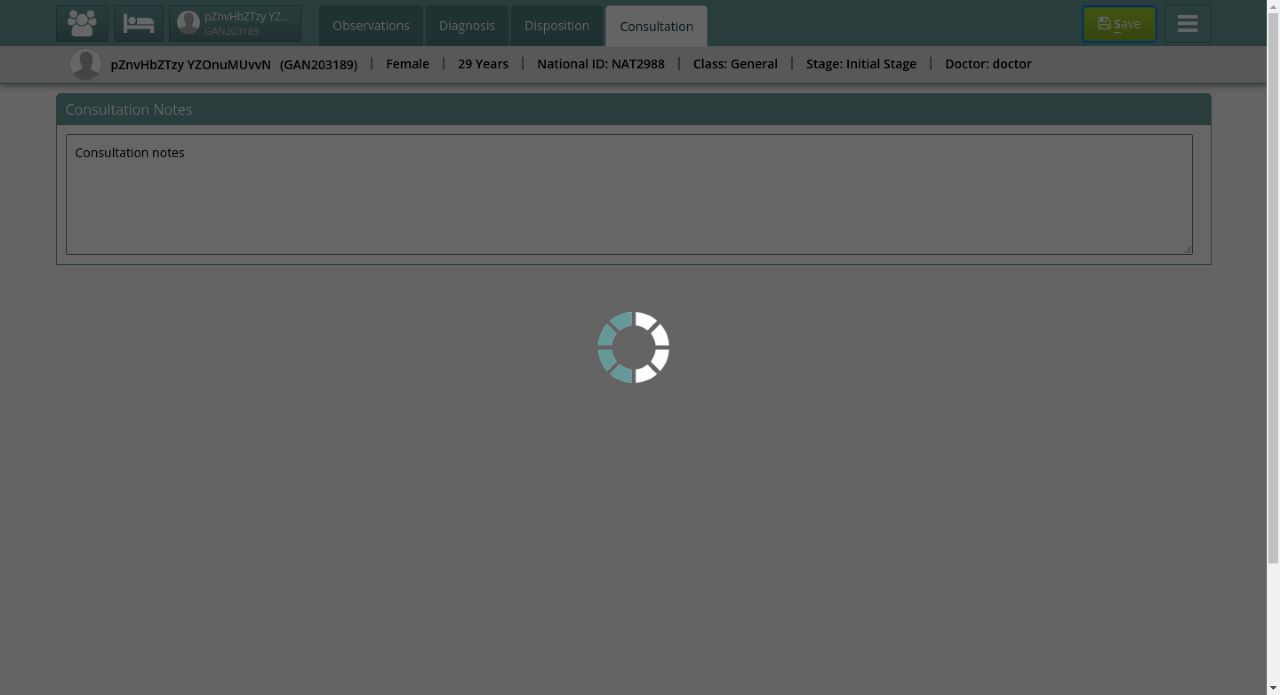 pZnvHbZTzy YZ...
GAN203189
Observations
Diagnosis
Disposition
Consultation
Save
pZnvHbZTzy YZOnuMUvvN (GAN203189) | Female | 29 Years | National ID: NAT2988 | Class: General | Stage: Initial Stage | Doctor: doctor
Consultation Notes
Consultation notes